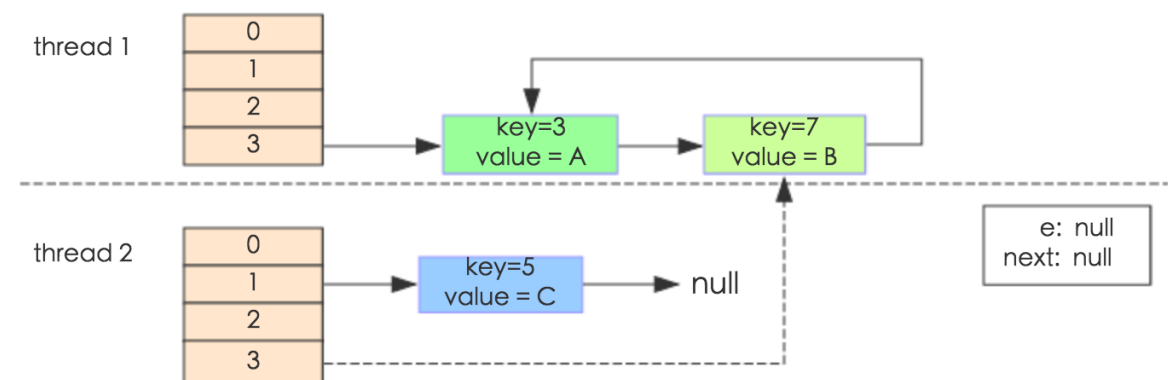 thread 1
0
1
2
3
key=3
value = A
key=7
value = B
thread 2
0
1
2
3
key=5
value = C
null
e: null
next: null